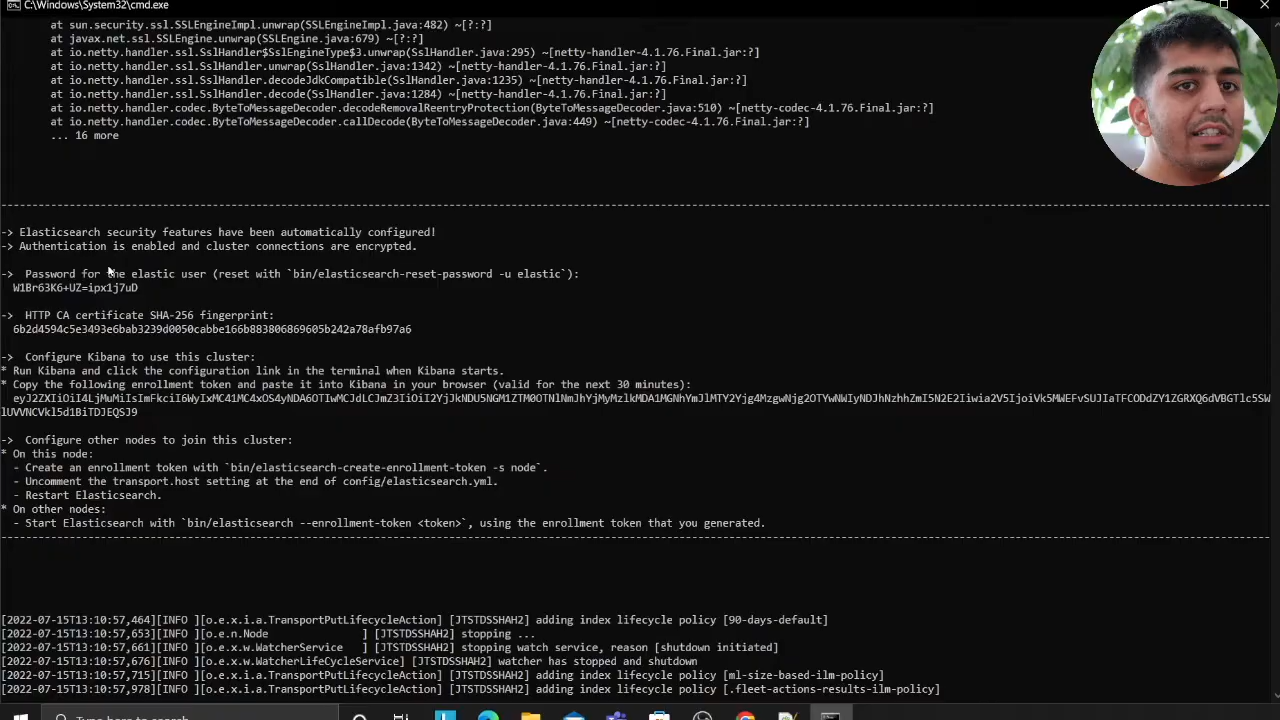 C:\Windows\System32\cmd.exe
at sun.security.ssl.SSLEngineImpl.unwrap(SSLEngineImpl.java:482) ~[?:?]
at javax.net.ssl.SSLEngine.unwrap(SSLEngine.java:679) ~[?:?]
at io.netty.handler.ssl.SslHandler$SslEngineType$3.unwrap(SslHandler.java:295) ~[netty-handler-4.1.76.Final.jar:?]
at io.netty.handler.ssl.SslHandler.unwrap(SslHandler.java:1342) ~[netty-handler-4.1.76.Final.jar:?]
at io.netty.handler.ssl.SslHandler.decodeJdkCompatible(SslHandler.java:1235) ~[netty-handler-4.1.76.Final.jar:?]
at io.netty.handler.ssl.SslHandler.decode(SslHandler.java:1284) ~[netty-handler-4.1.76.Final.jar:?]
at io.netty.handler.codec.ByteToMessageDecoder.decodeRemovalReentryProtection(ByteToMessageDecoder.java:510) ~[netty-codec-4.1.76.Final.jar:?]
at io.netty.handler.codec.ByteToMessageDecoder.callDecode(ByteToMessageDecoder.java:449) ~[netty-codec-4.1.76.Final.jar:?]
... 16 more
-> Elasticsearch security features have been automatically configured!
-> Authentication is enabled and cluster connections are encrypted.
-> Password for the elastic user (reset with `bin/elasticsearch-reset-password -u elastic`):
W1Br63K6+UZ=ipx1j7uD
-> HTTP CA certificate SHA-256 fingerprint:
6b2d4594c5e3493e6bab3239d0050cabbe166b883806869605b242a78afb97a6
-> Configure Kibana to use this cluster:
* Run Kibana and click the configuration link in the terminal when Kibana starts.
* Copy the following enrollment token and paste it into Kibana in your browser (valid for the next 30 minutes):
lUVVNCVkl5d1BiTDJEQSJ9
-> Configure other nodes to join this cluster:
* On this node:
- Create an enrollment token with `bin/elasticsearch-create-enrollment-token -s node`.
- Uncomment the transport.host setting at the end of config/elasticsearch.yml.
- Restart Elasticsearch.
* On other nodes:
- Start Elasticsearch with `bin/elasticsearch --enrollment-token <token>`, using the enrollment token that you generated.
[2022-07-15T13:10:57,464][INFO ][o.e.x.i.a.TransportPutLifecycleAction] [JTSTDSSHAH2] adding index lifecycle policy [90-days-default]
[2022-07-15T13:10:57,653][INFO ][o.e.n.Node ] [JTSTDSSHAH2] stopping ...
[2022-07-15T13:10:57,661][INFO ][o.e.x.w.WatcherService ] [JTSTDSSHAH2] stopping watch service, reason [shutdown initiated]
[2022-07-15T13:10:57,676][INFO ][o.e.x.w.WatcherLifeCycleService] [JTSTDSSHAH2] watcher has stopped and shutdown
[2022-07-15T13:10:57,715][INFO ][o.e.x.i.a.TransportPutLifecycleAction] [JTSTDSSHAH2] adding index lifecycle policy [ml-size-based-ilm-policy]
[2022-07-15T13:10:57,978][INFO ][o.e.x.i.a.TransportPutLifecycleAction] [JTSTDSSHAH2] adding index lifecycle policy [.fleet-actions-results-ilm-policy]
Type here to search